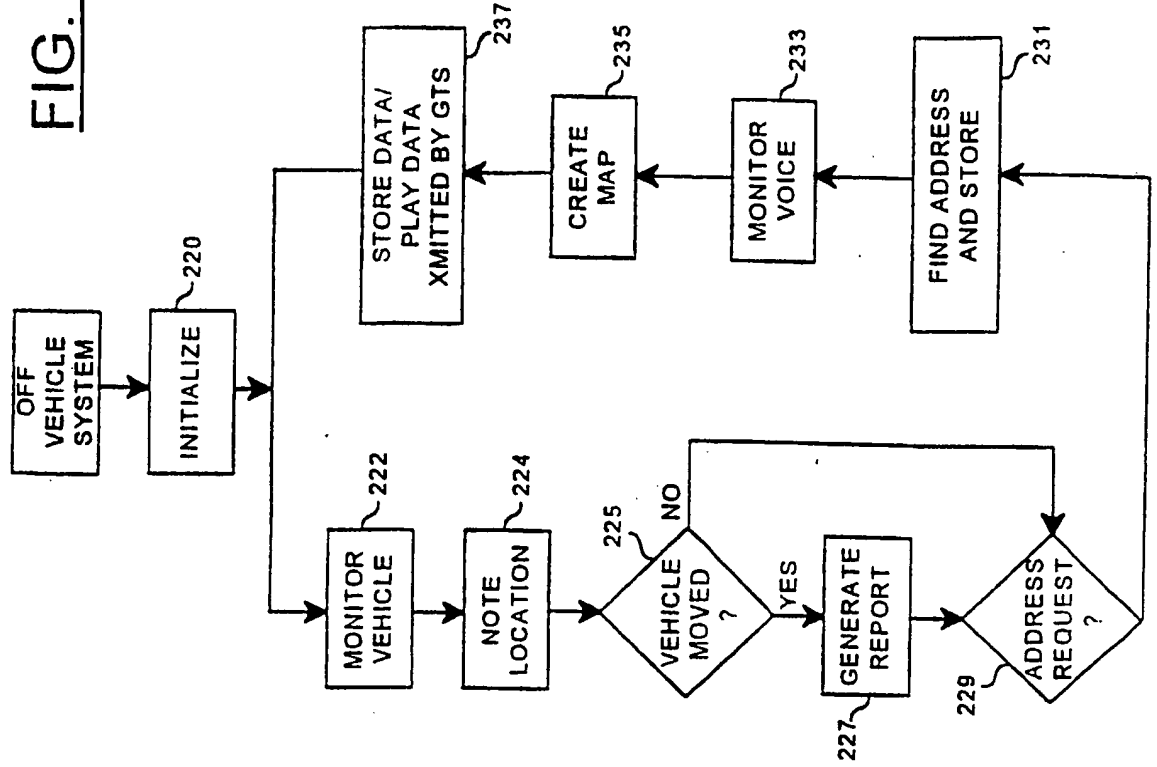 FIG.
OFF
VEHICLE
SYSTEM
INITIALIZE
220
MONITOR
VEHICLE
222
NOTE
LOCATION
224
VEHICLE
MOVED
?
225
NO
YES
GENERATE
REPORT
227
ADDRESS
REQUEST
?
229
FIND ADDRESS
AND STORE
231
MONITOR
VOICE
233
CREATE
MAP
235
STORE DATA/
PLAY DATA
XMITTED BY GTS
237